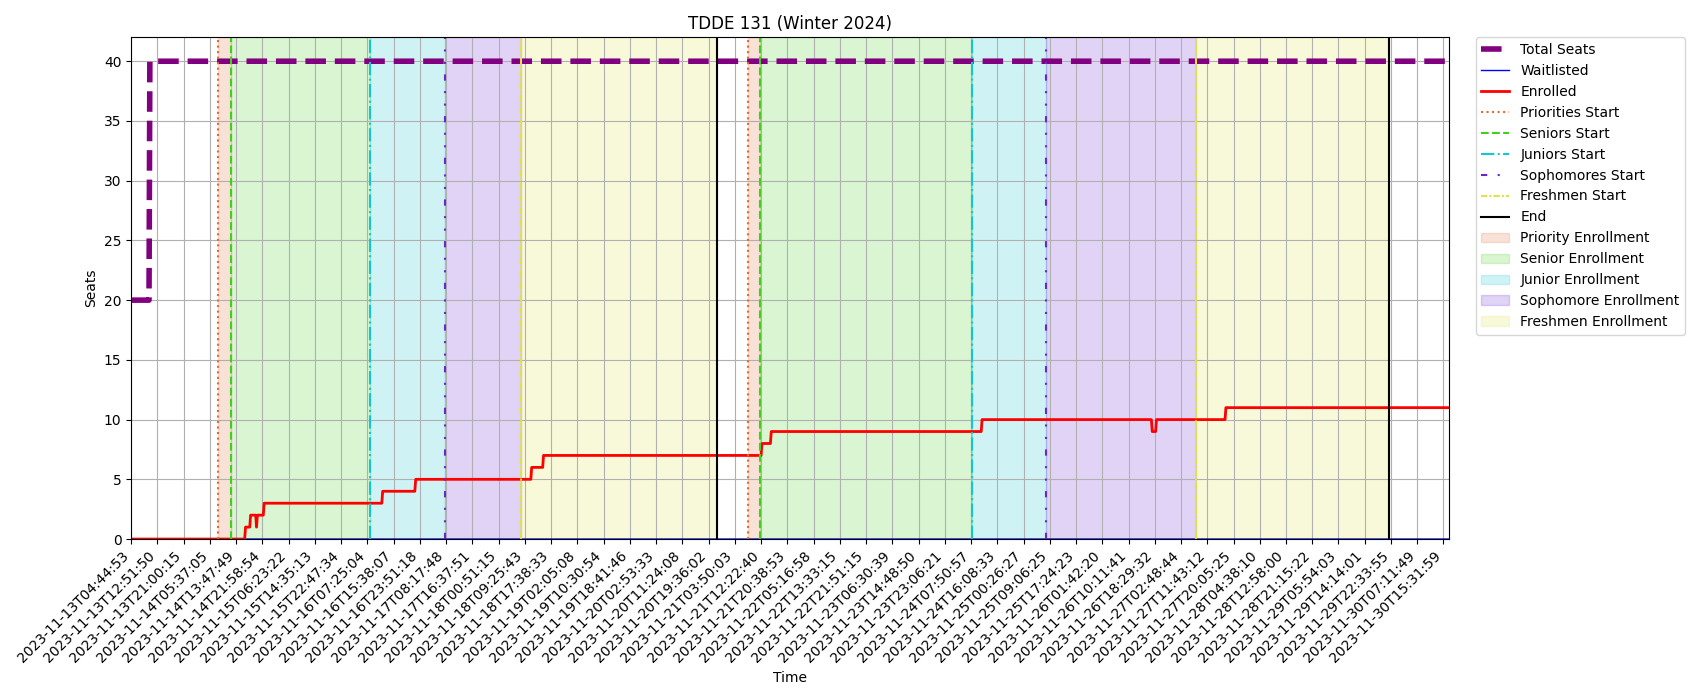 TDDE 131 (Winter 2024)
Seats
40
35
30
25
20
15
10
5
0
2023-11-13T04:44:53
2023-11-13T12:51:50
2023-11-13T21:00:15
2023-11-14T05:37:05
2023-11-14T13:47:49
2023-11-14T21:58:54
2023-11-15T06:23:22
2023-11-15T14:35:13
2023-11-15T22:47:34
2023-11-16T07:25:04
2023-11-16T15:38:07
2023-11-16T23:51:18
2023-11-17T08:17:48
2023-11-17T16:37:51
2023-11-18T00:51:15
2023-11-18T09:25:43
2023-11-18T17:38:33
2023-11-19T02:05:08
2023-11-19T10:30:54
2023-11-19T18:41:46
2023-11-20T02:53:33
2023-11-20T11:24:08
2023-11-20T19:36:02
2023-11-21T03:50:03
2023-11-21T12:22:40
2023-11-21T20:38:53
2023-11-22T05:16:58
2023-11-22T13:33:15
2023-11-22T21:51:15
2023-11-23T06:30:39
2023-11-23T14:48:50
2023-11-23T23:06:21
2023-11-24T07:50:57
2023-11-24T16:08:33
2023-11-25T00:26:27
2023-11-25T09:06:25
2023-11-25T17:24:23
2023-11-26T01:42:20
2023-11-26T10:11:41
2023-11-26T18:29:32
2023-11-27T02:48:44
2023-11-27T11:43:12
2023-11-27T20:05:25
2023-11-28T04:38:10
2023-11-28T12:58:00
2023-11-28T21:15:22
2023-11-29T05:54:03
2023-11-29T14:14:01
2023-11-29T22:33:55
2023-11-30T07:11:49
2023-11-30T15:31:59
Time
Total Seats
Waitlisted
Enrolled
Priorities Start
Seniors Start
Juniors Start
Sophomores Start
Freshmen Start
End
Priority Enrollment
Senior Enrollment
Junior Enrollment
Sophomore Enrollment
Freshmen Enrollment